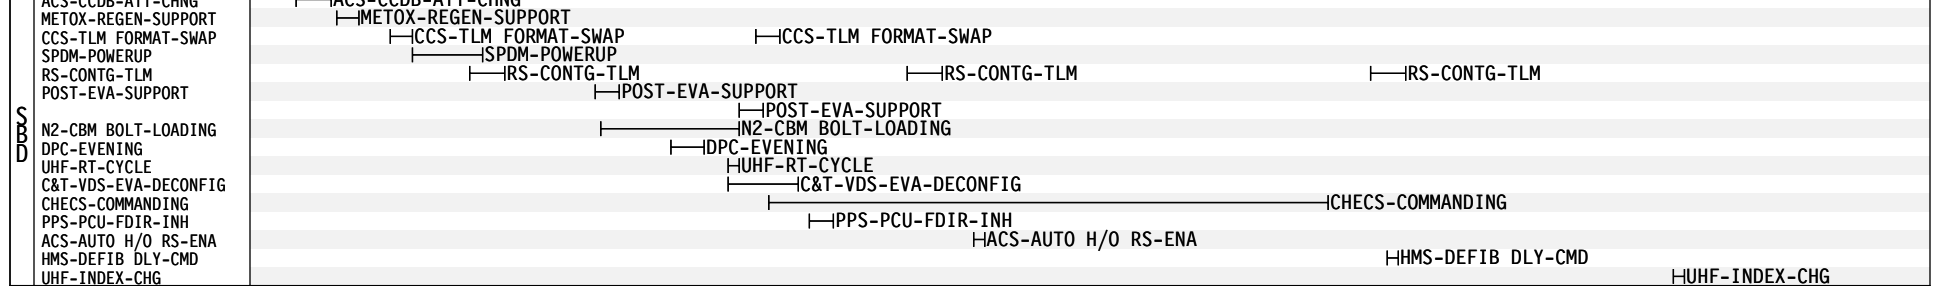 ACS-CCDB-ATT-CHNG ACS-CCDB-ATT-CHNG
METOX-REGEN-SUPPORT METOX-REGEN-SUPPORT
CCS-TLM FORMAT-SWAP CCS-TLM FORMAT-SWAP CCS-TLM FORMAT-SWAP
SPDM-POWERUP SPDM-POWERUP
RS-CONTG-TLM RS-CONTG-TLM RS-CONTG-TLM RS-CONTG-TLM
POST-EVA-SUPPORT POST-EVA-SUPPORT
POST-EVA-SUPPORT
SBD
N2-CBM BOLT-LOADING N2-CBM BOLT-LOADING
DPC-EVENING DPC-EVENING
UHF-RT-CYCLE UHF-RT-CYCLE
C&T-VDS-EVA-DECONFIG C&T-VDS-EVA-DECONFIG
CHECS-COMMANDING CHECS-COMMANDING
PPS-PCU-FDIR-INH PPS-PCU-FDIR-INH
ACS-AUTO H/O RS-ENA ACS-AUTO H/O RS-ENA
HMS-DEFIB DLY-CMD HMS-DEFIB DLY-CMD
UHF-INDEX-CHG UHF-INDEX-CHG